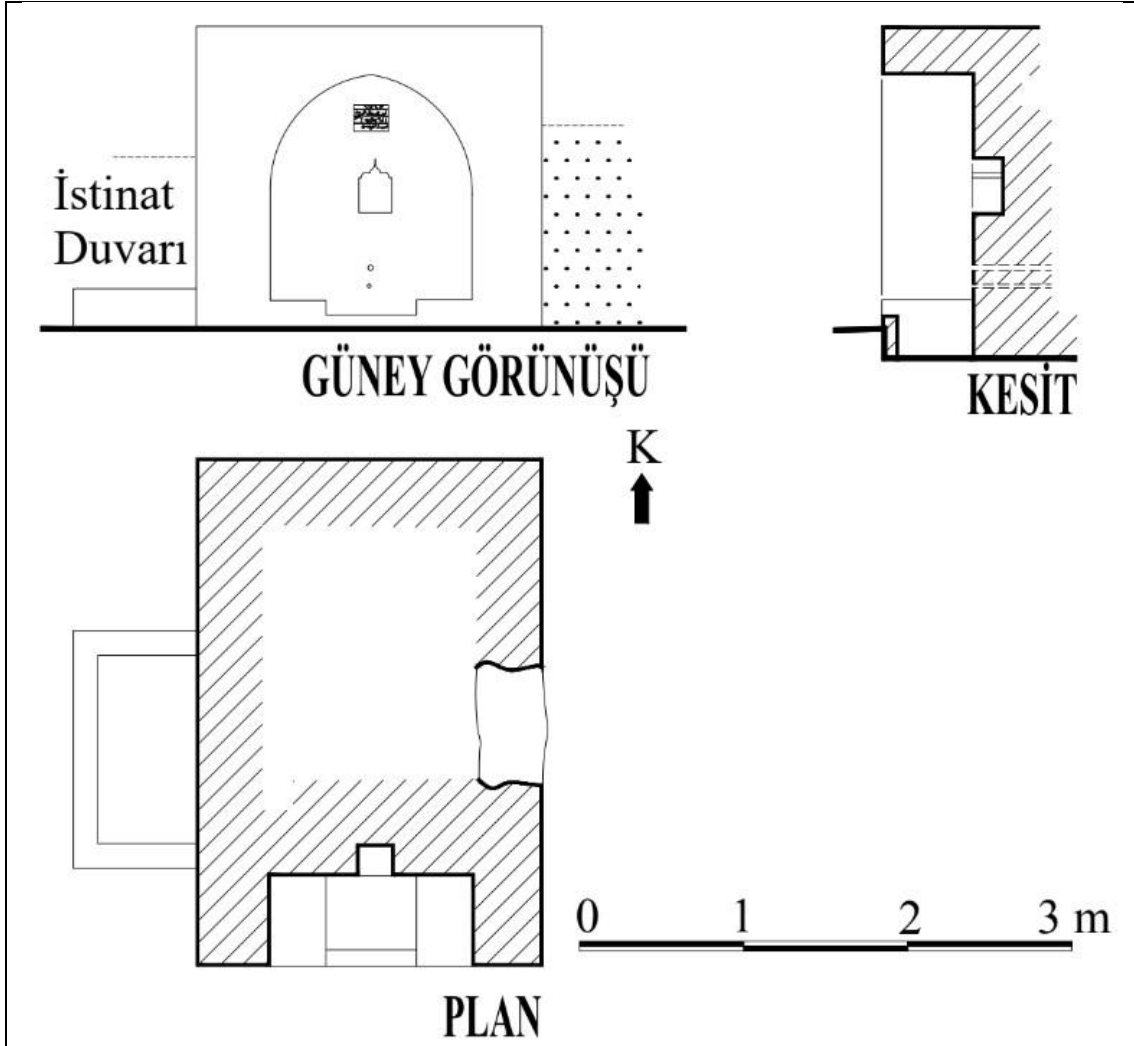 İstinat
Duvarı
GÜNEY GÖRÜNÜŞÜ
KESİT
K
0 1 2 3 m
PLAN